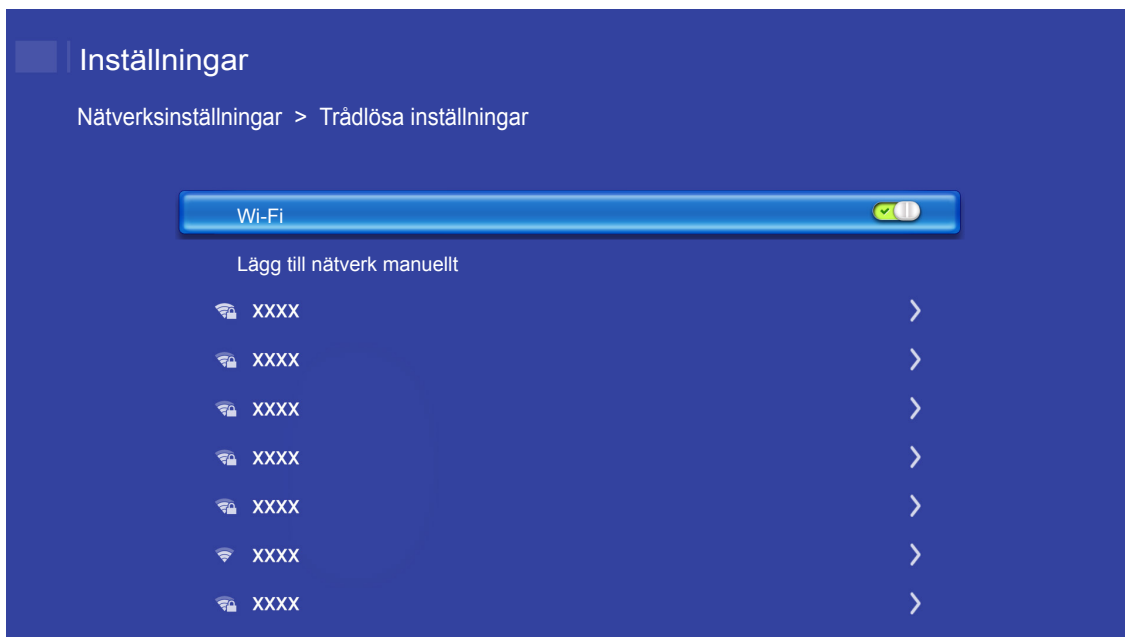 Inställningar
Nätverksinställningar > Trådlösa inställningar
Wi-Fi
Lägg till nätverk manuellt
XXXX
XXXX
XXXX
XXXX
XXXX
XXXX
XXXX